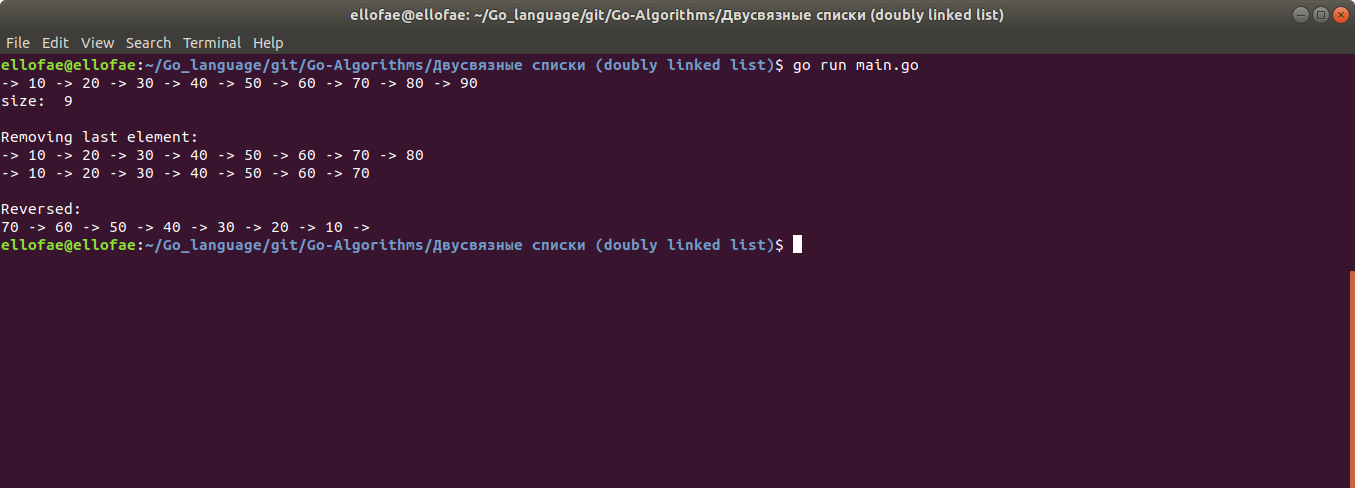 ellofae@ellofae: ~/Go_language/git/Go-Algorithms/Двусвязные списки (doubly linked list)
File Edit View Search Terminal Help
ellofae@ellofae:~/Go_language/git/Go-Algorithms/Двусвязные списки (doubly linked list)$ go run main.go
-> 10 -> 20 -> 30 -> 40 -> 50 -> 60 -> 70 -> 80 -> 90
size:  9
Removing last element:
-> 10 -> 20 -> 30 -> 40 -> 50 -> 60 -> 70 -> 80
-> 10 -> 20 -> 30 -> 40 -> 50 -> 60 -> 70
Reversed:
70 -> 60 -> 50 -> 40 -> 30 -> 20 -> 10 ->
ellofae@ellofae:~/Go_language/git/Go-Algorithms/Двусвязные списки (doubly linked list)$